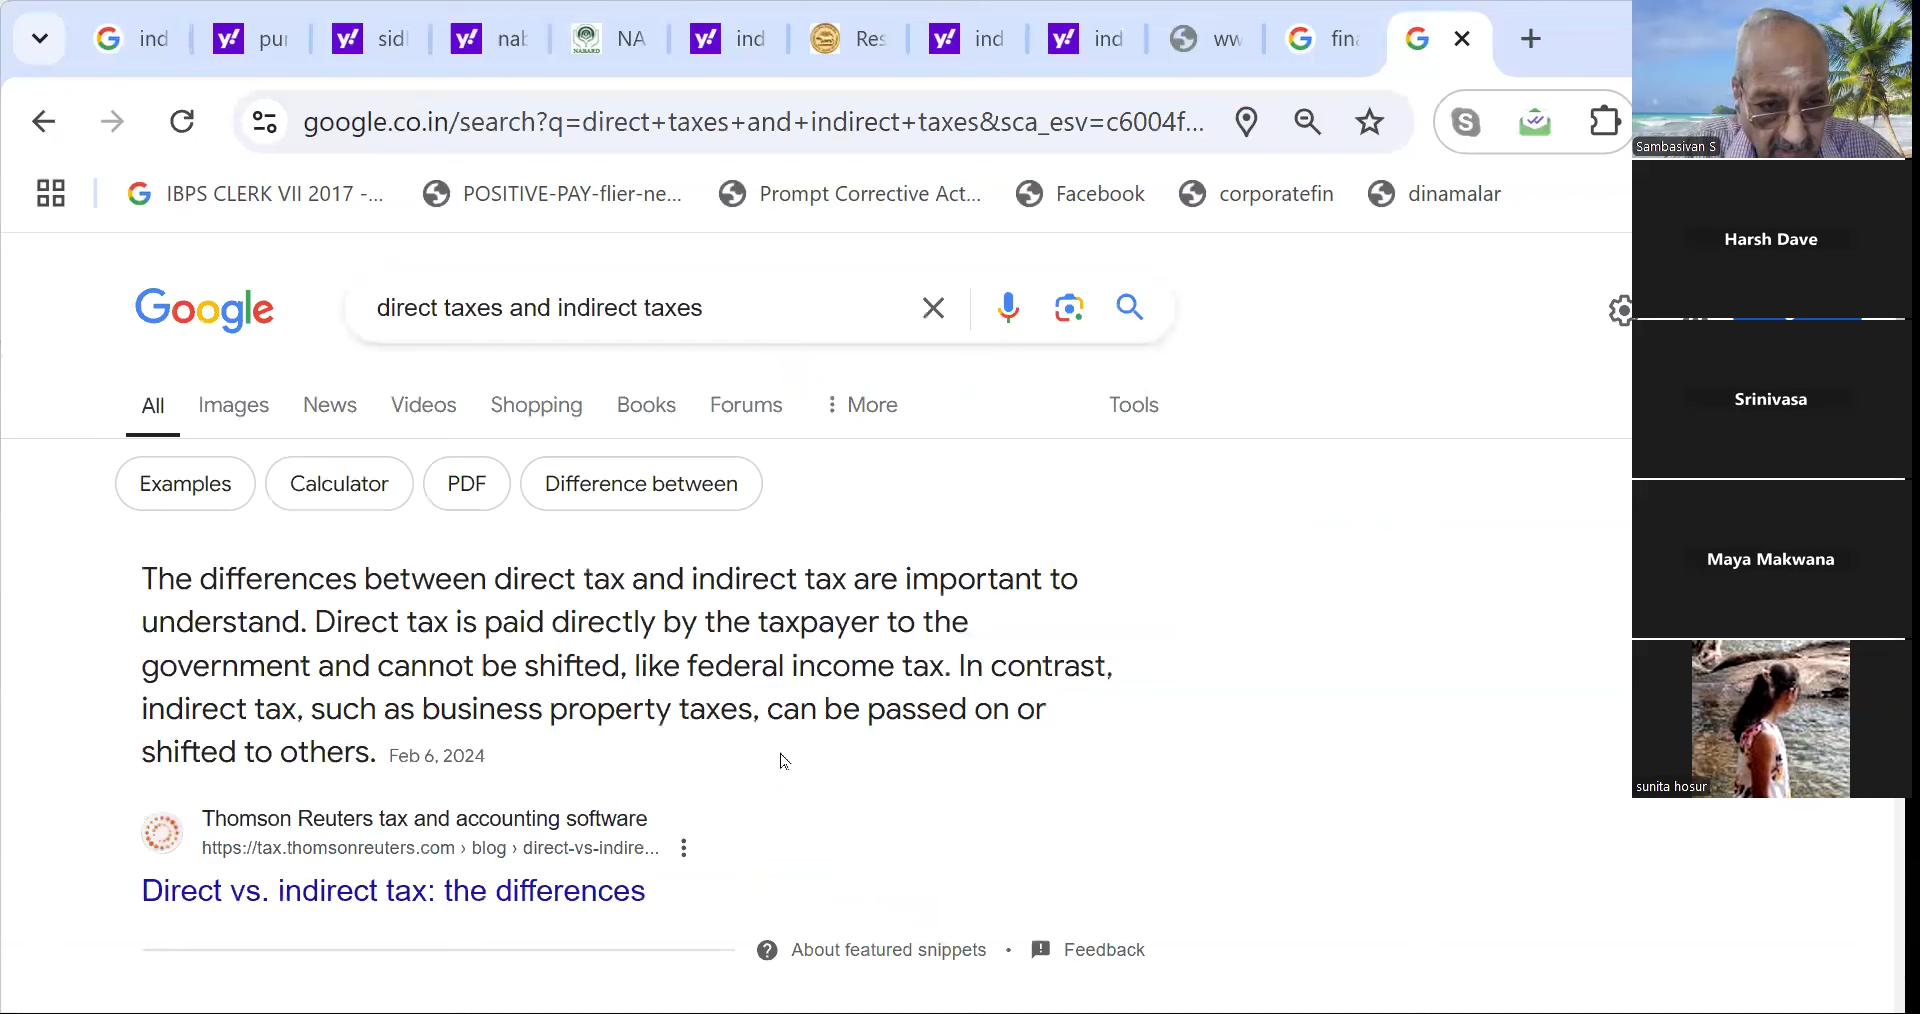 ind
pur
sidl
nab
NA
ind
Res
ind
ind
ww
fina
google.co.in/search?q=direct+taxes+and+indirect+taxes&sca_esv=c6004f...
IBPS CLERK VII 2017 -...
POSITIVE-PAY-flier-ne...
Prompt Corrective Act...
Facebook
corporatefin
dinamalar
Google
direct taxes and indirect taxes
All Images News Videos Shopping Books Forums More Tools
Examples Calculator PDF Difference between
The differences between direct tax and indirect tax are important to
understand. Direct tax is paid directly by the taxpayer to the
government and cannot be shifted, like federal income tax. In contrast,
indirect tax, such as business property taxes, can be passed on or
shifted to others. Feb 6, 2024
Thomson Reuters tax and accounting software
https://tax.thomsonreuters.com › blog › direct-vs-indire...
Direct vs. indirect tax: the differences
About featured snippets • Feedback
Sambasivan S
Harsh Dave
Srinivasa
Maya Makwana
sunita hosur